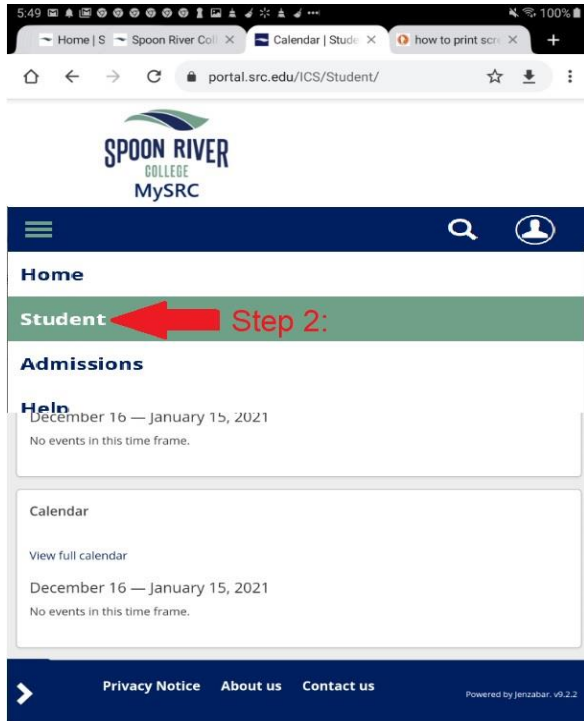 5:49 100%
Home | S Spoon River Coll Calendar | Stude how to print scre
portal.src.edu/ICS/Student/
SPOON RIVER
COLLEGE
MySRC
Home
Student Step 2:
Admissions
Help
December 16 — January 15, 2021
No events in this time frame.
Calendar
View full calendar
December 16 — January 15, 2021
No events in this time frame.
Privacy Notice About us Contact us Powered by Jenzabar. v9.2.2